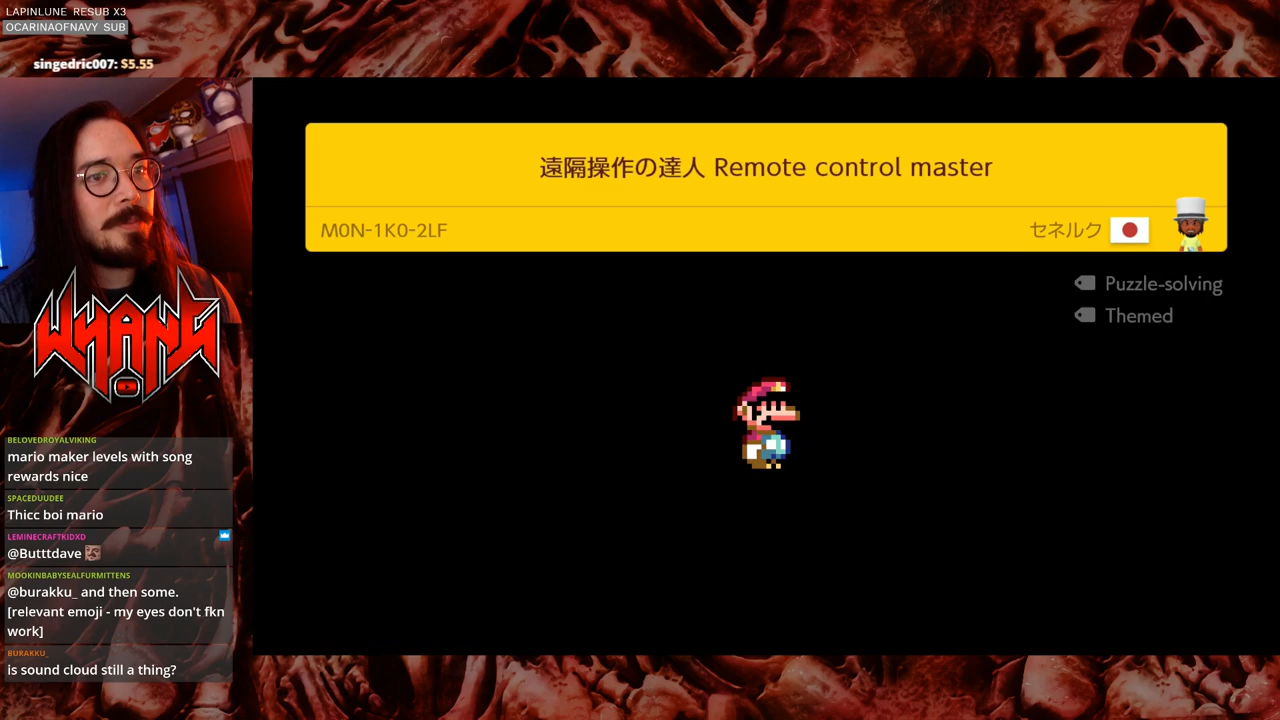 LAPINLUNE RESUB X3
OCARINAOFNAVY SUB
singedric007: $5.55
遠隔操作の達人 Remote control master
M0N-1K0-2LF
セネルク
Puzzle-solving
Themed
WYANG
BELOVEDROYALVIKING
mario maker levels with song
rewards nice
SPACEDUUDEE
Thicc boi mario
LEMINECRAFTKIDXD
@Butttdave
MOOKINBABYSEALFURMITTENS
@burakku_ and then some.
[relevant emoji - my eyes don't fkn
work]
BURAKKU_
is sound cloud still a thing?